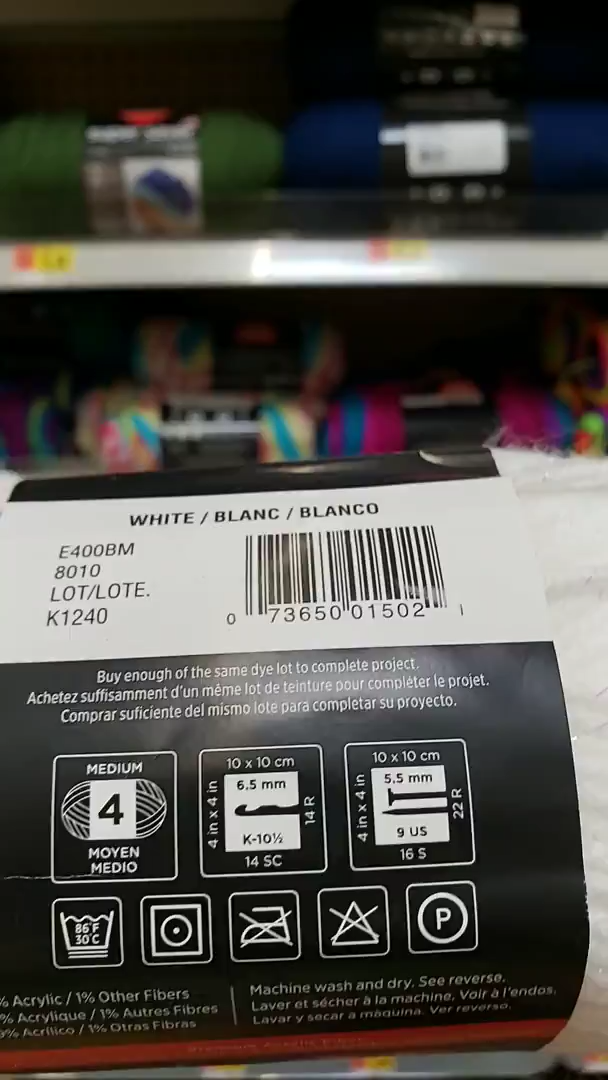 WHITE / BLANC / BLANCO
E400BM
8010
LOT/LOTE.
K1240
0 73650 01502 1
Buy enough of the same dye lot to complete project.
Achetez suffisamment d'un même lot de teinture pour compléter le projet.
Comprar suficiente del mismo lote para completar su proyecto.
MEDIUM
4
MOYEN
MEDIO
10 x 10 cm
4 in x 4 in
6.5 mm
14 R
K-10½
14 SC
10 x 10 cm
4 in x 4 in
5.5 mm
22 R
9 US
16 S
86°F
30°C
P
% Acrylic / 1% Other Fibers
% Acrylique / 1% Autres Fibres
% Acrílico / 1% Otras Fibras
Machine wash and dry. See reverse.
Laver et sécher à la machine. Voir à l'endos.
Lavar y secar a máquina. Ver reverso.